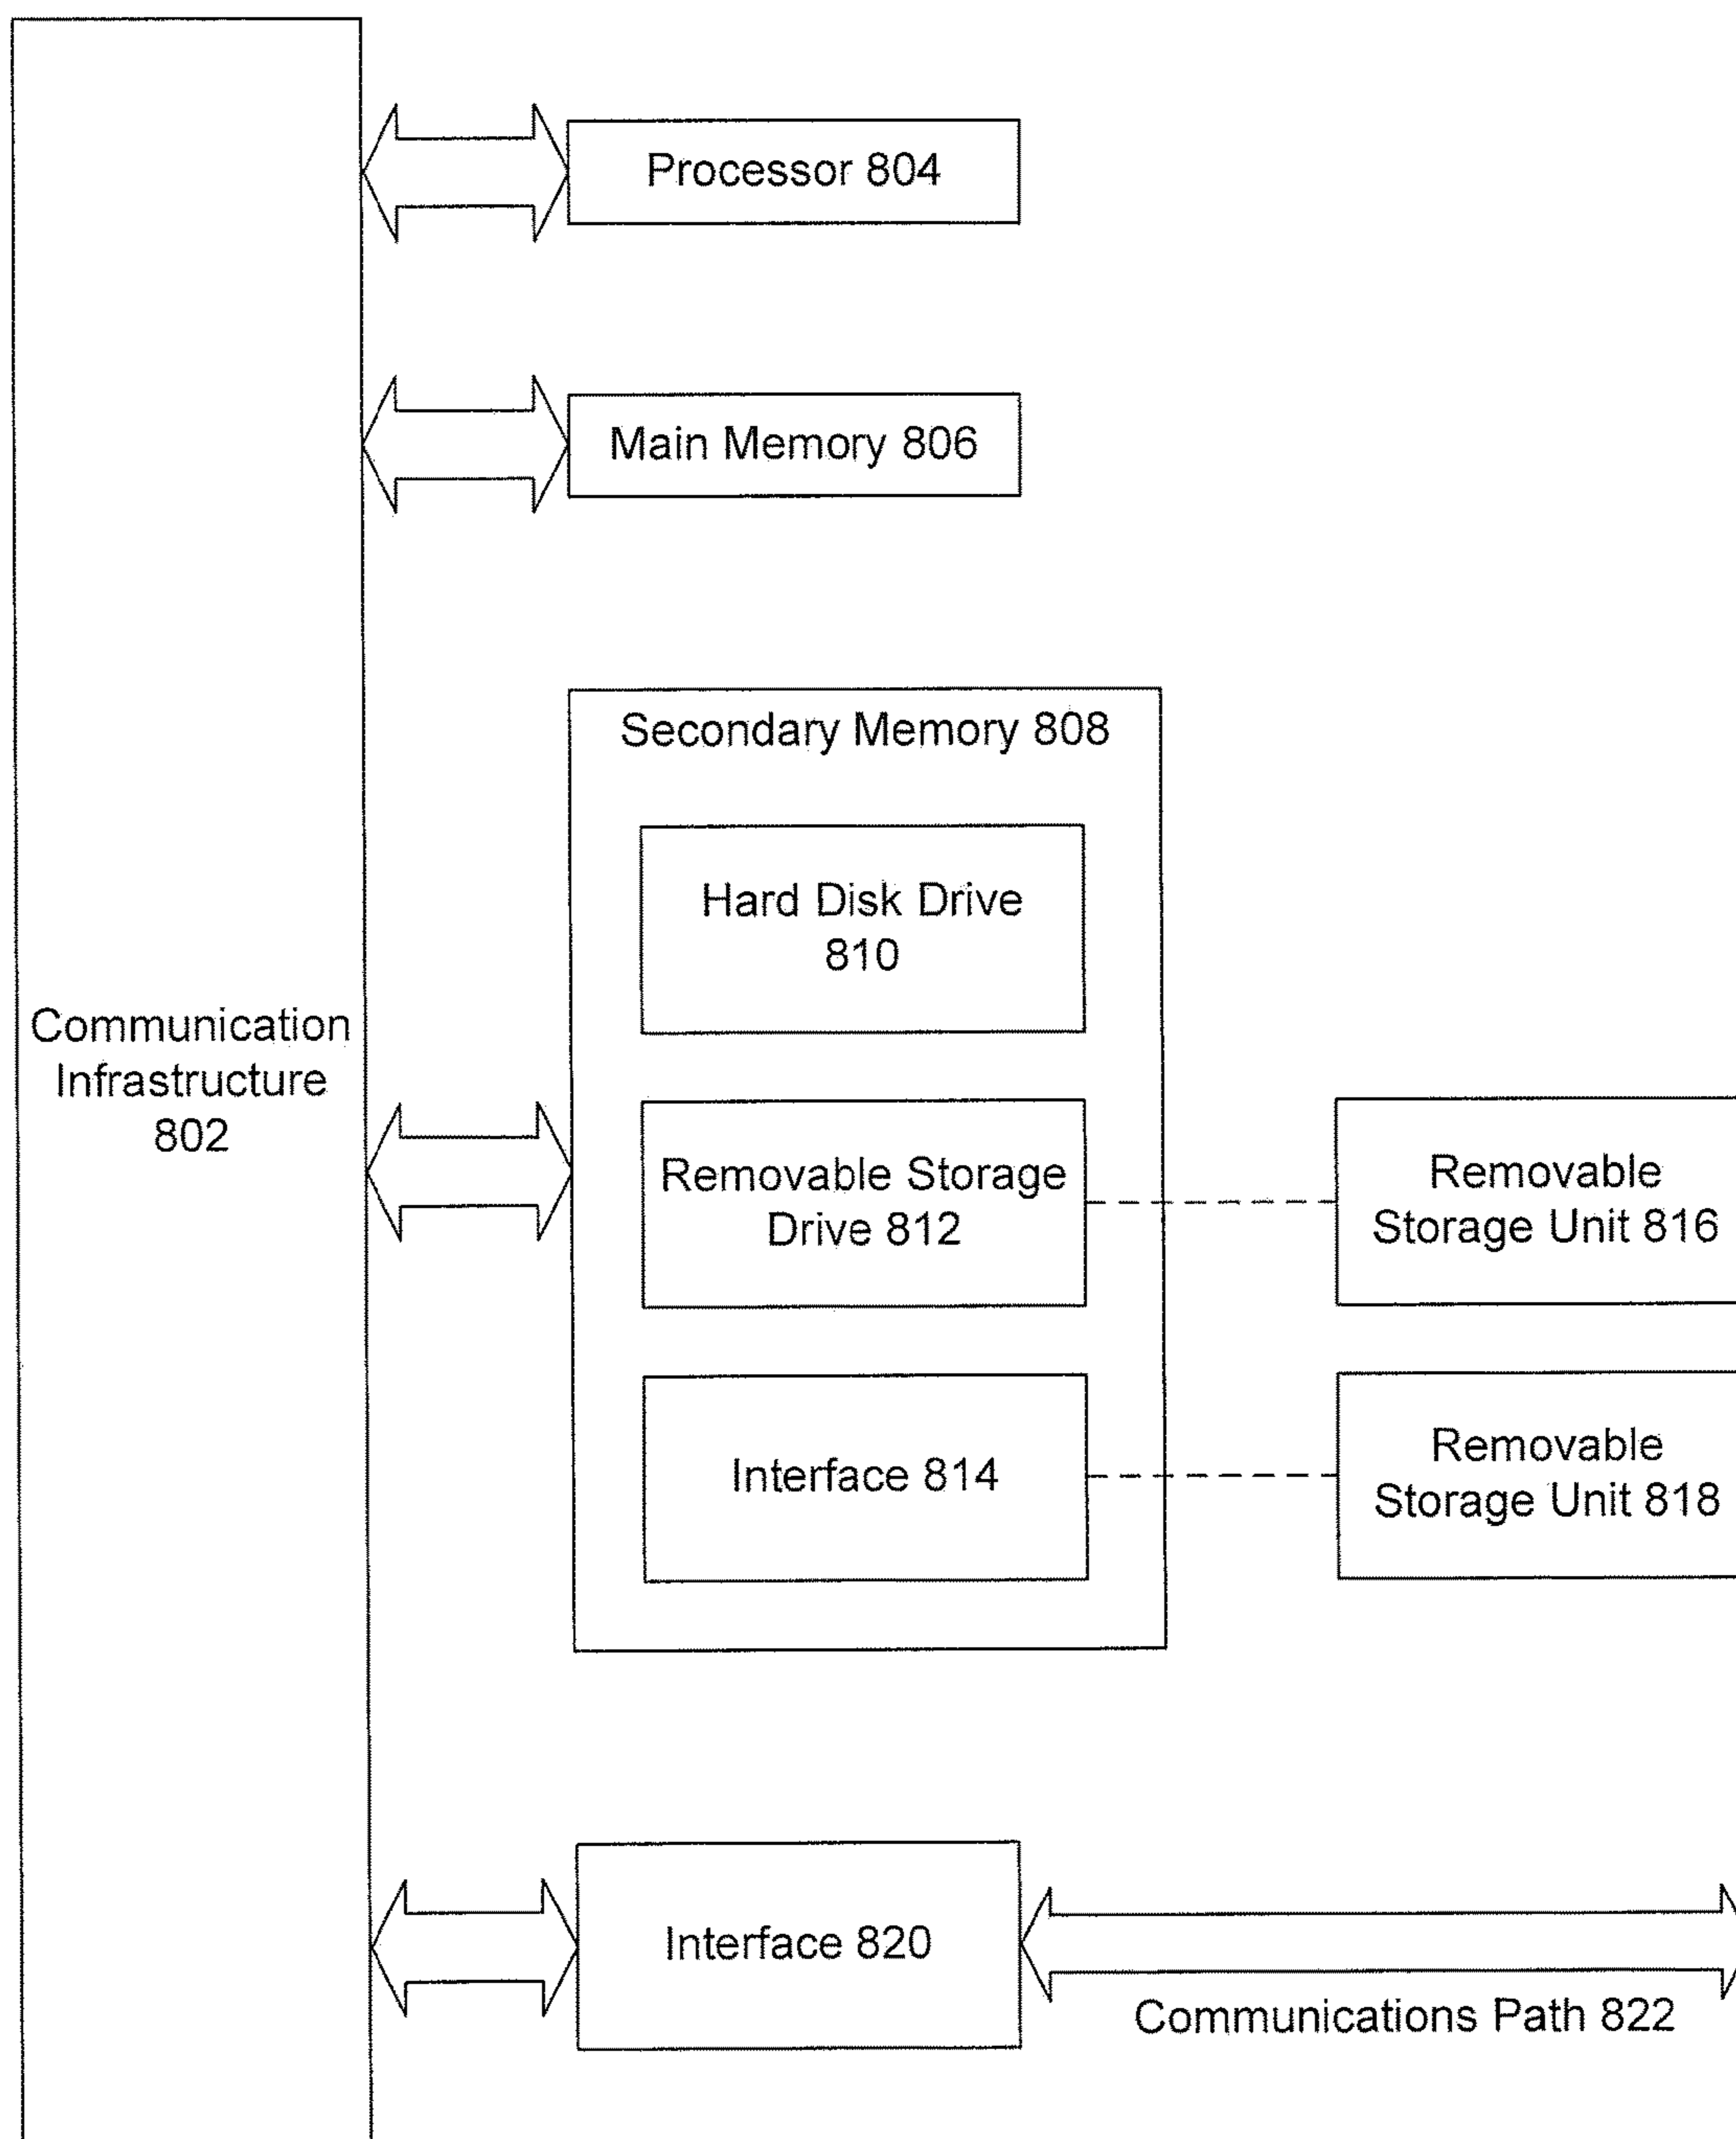 Processor 804
Main Memory 806
Secondary Memory 808
Hard Disk Drive
810
Communication
Infrastructure
802
Removable Storage
Drive 812
Removable
Storage Unit 816
Interface 814
Removable
Storage Unit 818
Interface 820
Communications Path 822